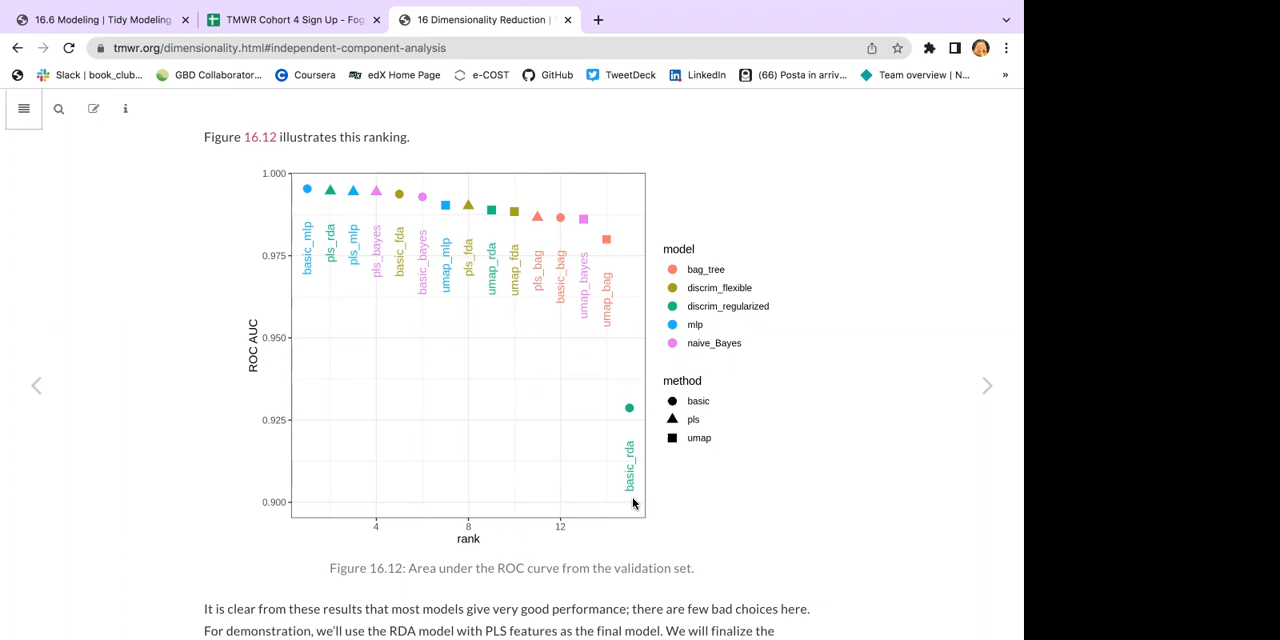 16.6 Modeling | Tidy Modeling
TMWR Cohort 4 Sign Up - Fog
16 Dimensionality Reduction |
tmwr.org/dimensionality.html#independent-component-analysis
Slack | book_club...
GBD Collaborator...
Coursera
edX Home Page
e-COST
GitHub
TweetDeck
LinkedIn
(66) Posta in arriv...
Team overview | N...
»
Figure 16.12 illustrates this ranking.
1.000
0.975
0.950
0.925
0.900
ROC AUC
basic_mlp
pls_rda
pls_mlp
pls_bayes
basic_fda
basic_bayes
umap_mlp
pls_fda
umap_rda
umap_fda
pls_bag
basic_bag
umap_bayes
umap_bag
basic_rda
4
8
12
rank
model
bag_tree
discrim_flexible
discrim_regularized
mlp
naive_Bayes
method
basic
pls
umap
Figure 16.12: Area under the ROC curve from the validation set.
It is clear from these results that most models give very good performance; there are few bad choices here.
For demonstration, we'll use the RDA model with PLS features as the final model. We will finalize the